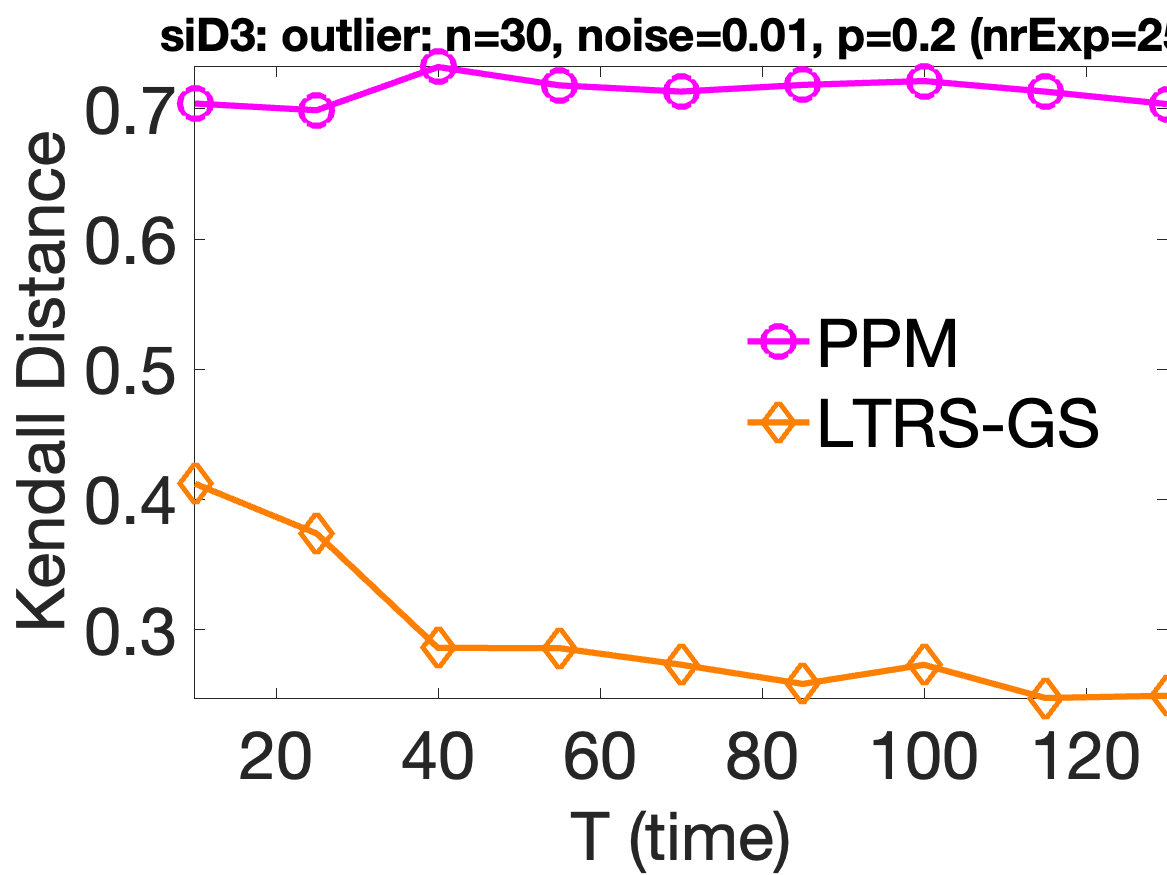 siD3: outlier: n=30, noise=0.01, p=0.2 (nrExp=25
0.7
0.6
0.5
0.4
0.3
Kendall Distance
PPM
LTRS-GS
20 40 60 80 100 120
T (time)